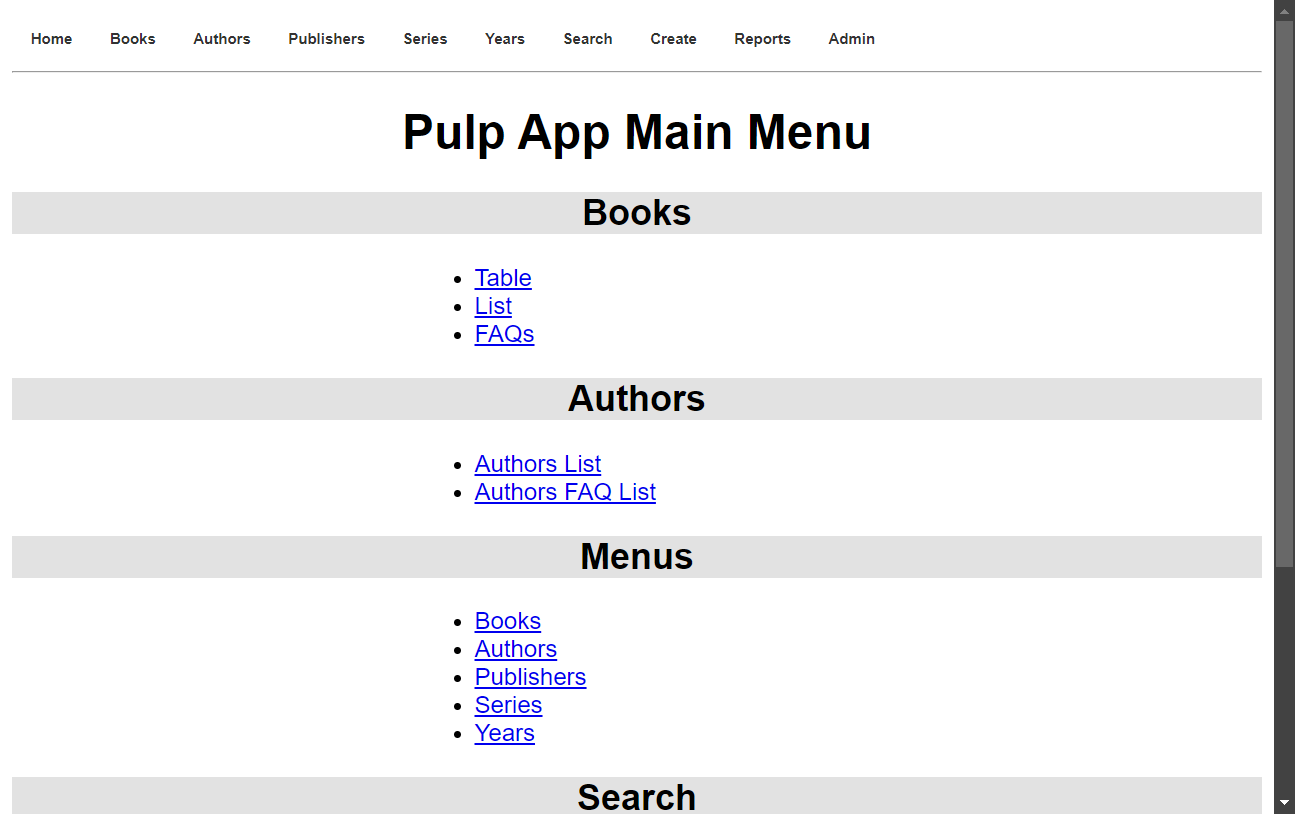 Home Books Authors Publishers Series Years Search Create Reports Admin
Pulp App Main Menu
Books
Table
List
FAQs
Authors
Authors List
Authors FAQ List
Menus
Books
Authors
Publishers
Series
Years
Search